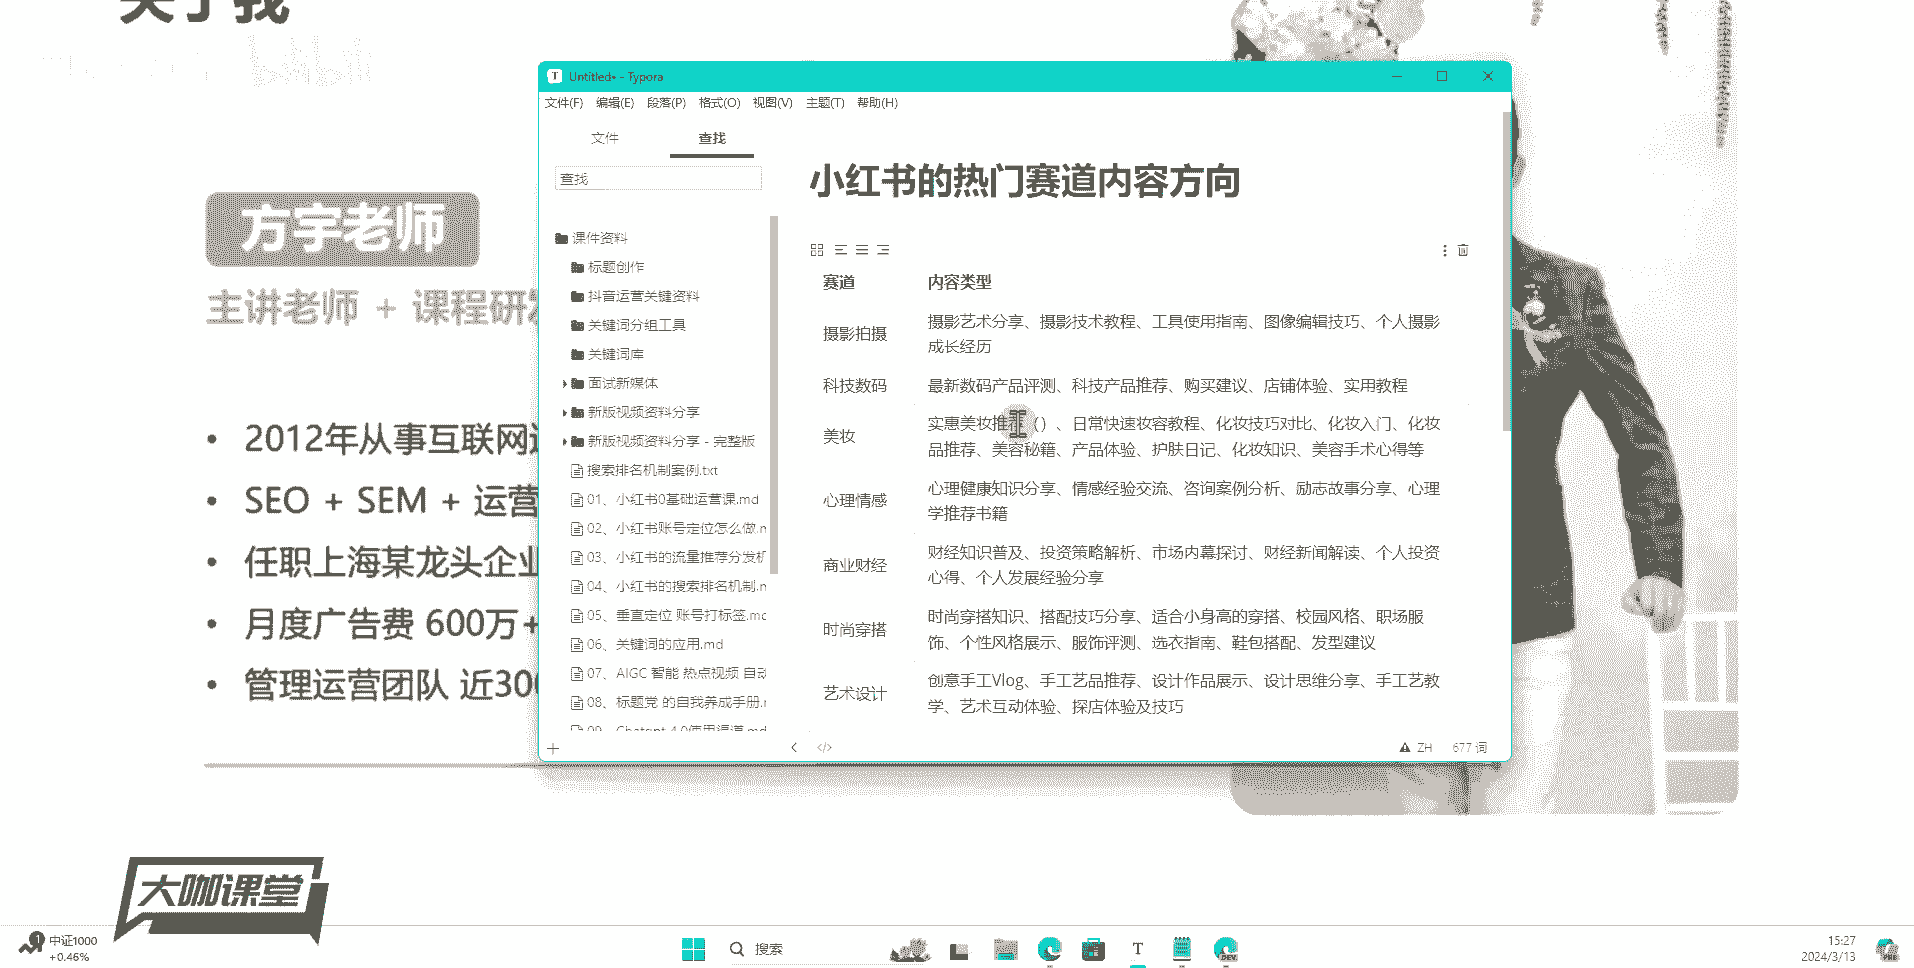 关于我
bilibili
方宇老师
主讲老师 + 课程研发
• 2012年从事互联网运
• SEO + SEM + 运营
• 任职上海某龙头企业
• 月度广告费 600万+
• 管理运营团队 近300
大咖课堂
Untitled• - Typora
文件(F) 编辑(E) 段落(P) 格式(O) 视图(V) 主题(T) 帮助(H)
文件 查找
查找
课件资料
标题创作
抖音运营关键资料
关键词分组工具
关键词库
面试新媒体
新版视频资料分享
新版视频资料分享 - 完整版
搜索排名机制案例.txt
01、小红书0基础运营课.md
02、小红书账号定位怎么做.m
03、小红书的流量推荐分发机
04、小红书的搜索排名机制.m
05、垂直定位 账号打标签.md
06、关键词的应用.md
07、AIGC 智能 热点视频 自动
08、标题党 的自我养成手册.m
09、Chatgpt 4.0使用渠道.md
小红书的热门赛道内容方向
赛道 内容类型
摄影拍摄 摄影艺术分享、摄影技术教程、工具使用指南、图像编辑技巧、个人摄影
成长经历
科技数码 最新数码产品评测、科技产品推荐、购买建议、店铺体验、实用教程
美妆 实惠美妆推荐（）、日常快速妆容教程、化妆技巧对比、化妆入门、化妆
品推荐、美容秘籍、产品体验、护肤日记、化妆知识、美容手术心得等
心理情感 心理健康知识分享、情感经验交流、咨询案例分析、励志故事分享、心理
学推荐书籍
商业财经 财经知识普及、投资策略解析、市场内幕探讨、财经新闻解读、个人投资
心得、个人发展经验分享
时尚穿搭 时尚穿搭知识、搭配技巧分享、适合小身高的穿搭、校园风格、职场服
饰、个性风格展示、服饰评测、选衣指南、鞋包搭配、发型建议
艺术设计 创意手工Vlog、手工艺品推荐、设计作品展示、设计思维分享、手工艺教
学、艺术互动体验、探店体验及技巧
ZH 677 词
1 中证1000
+0.46%
搜索
DEV
15:27
2024/3/13
PRE